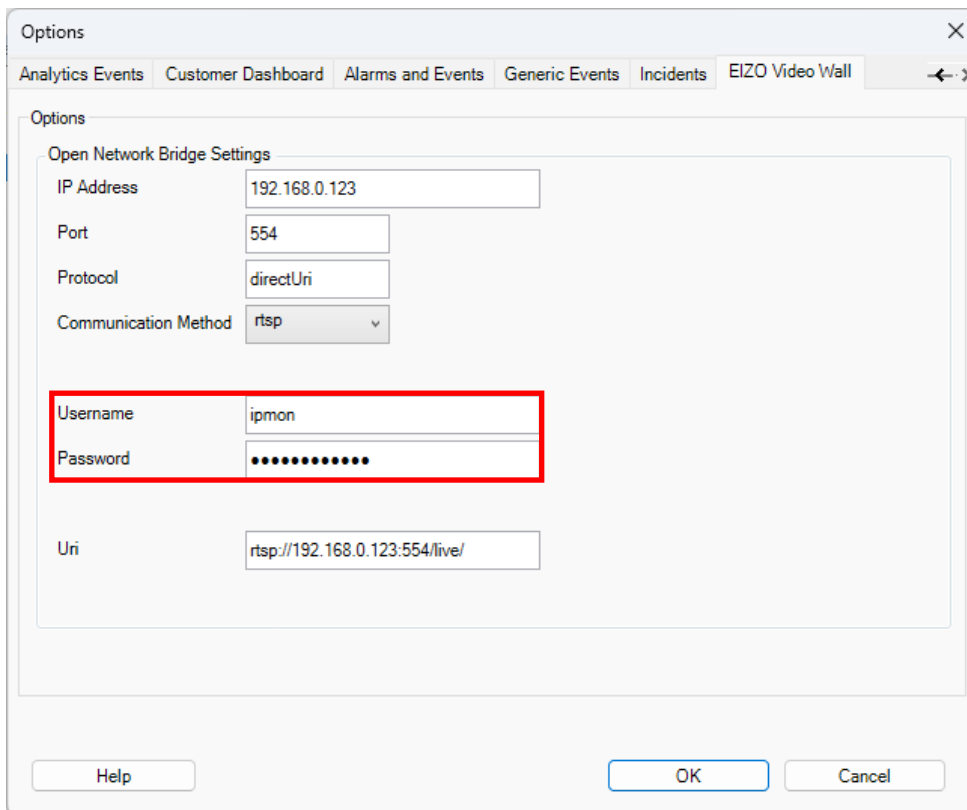 Options
Analytics Events Customer Dashboard Alarms and Events Generic Events Incidents EIZO Video Wall
Options
Open Network Bridge Settings
IP Address 192.168.0.123
Port 554
Protocol directUri
Communication Method rtsp
Username ipmon
Password ●●●●●●●●●●●●
Uri rtsp://192.168.0.123:554/live/
Help OK Cancel